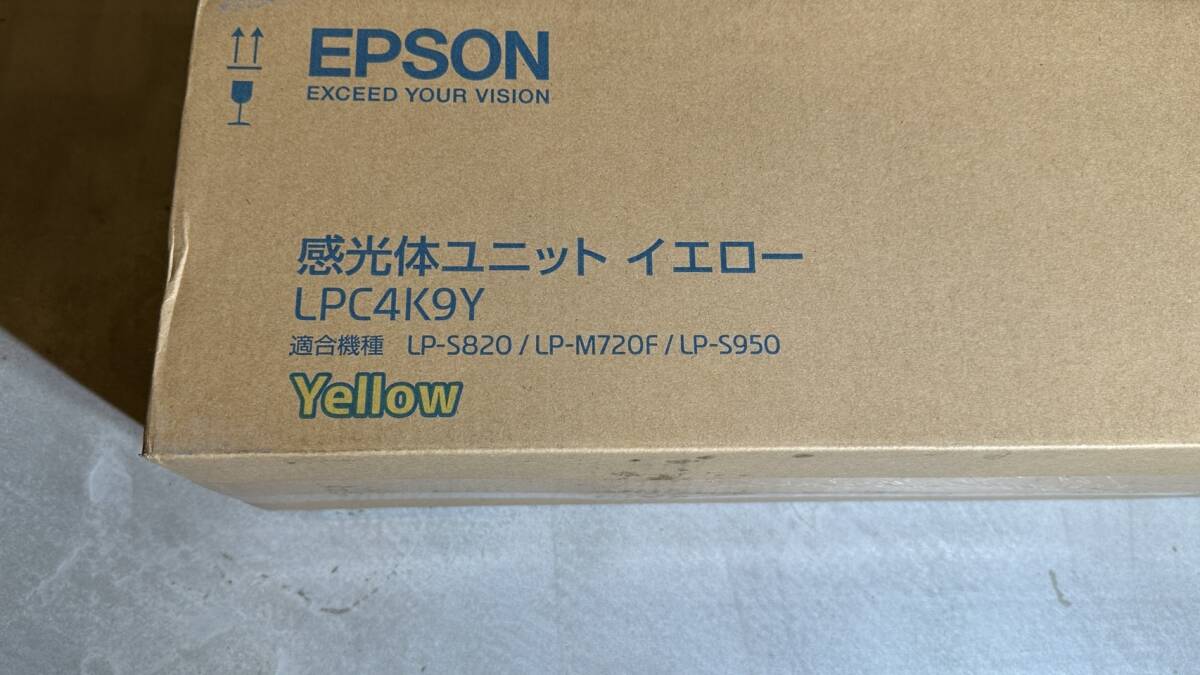 EPSON
EXCEED YOUR VISION
感光体ユニット イエロー
LPC4K9Y
適合機種 LP-S820 / LP-M720F / LP-S950
Yellow